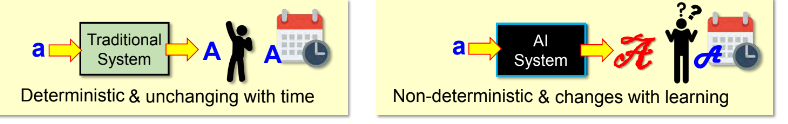 a
Traditional
System
A
A
Deterministic & unchanging with time
a
AI
System
A
? ? ?
A
Non-deterministic & changes with learning